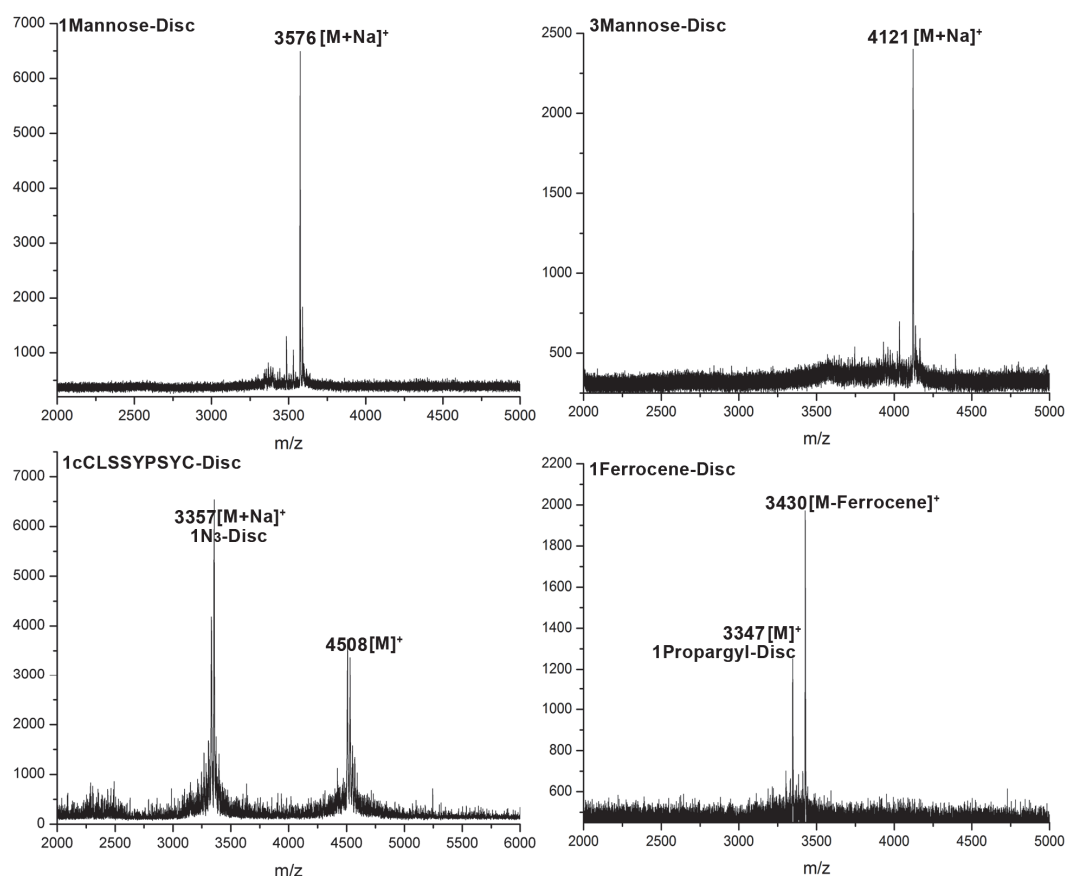 1Mannose-Disc
3576 [M+Na]⁺
7000
6000
5000
4000
3000
2000
1000
2000 2500 3000 3500 4000 4500 5000
m/z
3Mannose-Disc
4121 [M+Na]⁺
2500
2000
1500
1000
500
2000 2500 3000 3500 4000 4500 5000
m/z
1cCLSSYPSYC-Disc
3357[M+Na]⁺
1N₃-Disc
4508[M]⁺
7000
6000
5000
4000
3000
2000
1000
0
2000 2500 3000 3500 4000 4500 5000 5500 6000
m/z
1Ferrocene-Disc
3430[M-Ferrocene]⁺
3347[M]⁺
1Propargyl-Disc
2200
2000
1800
1600
1400
1200
1000
800
600
2000 2500 3000 3500 4000 4500 5000
m/z